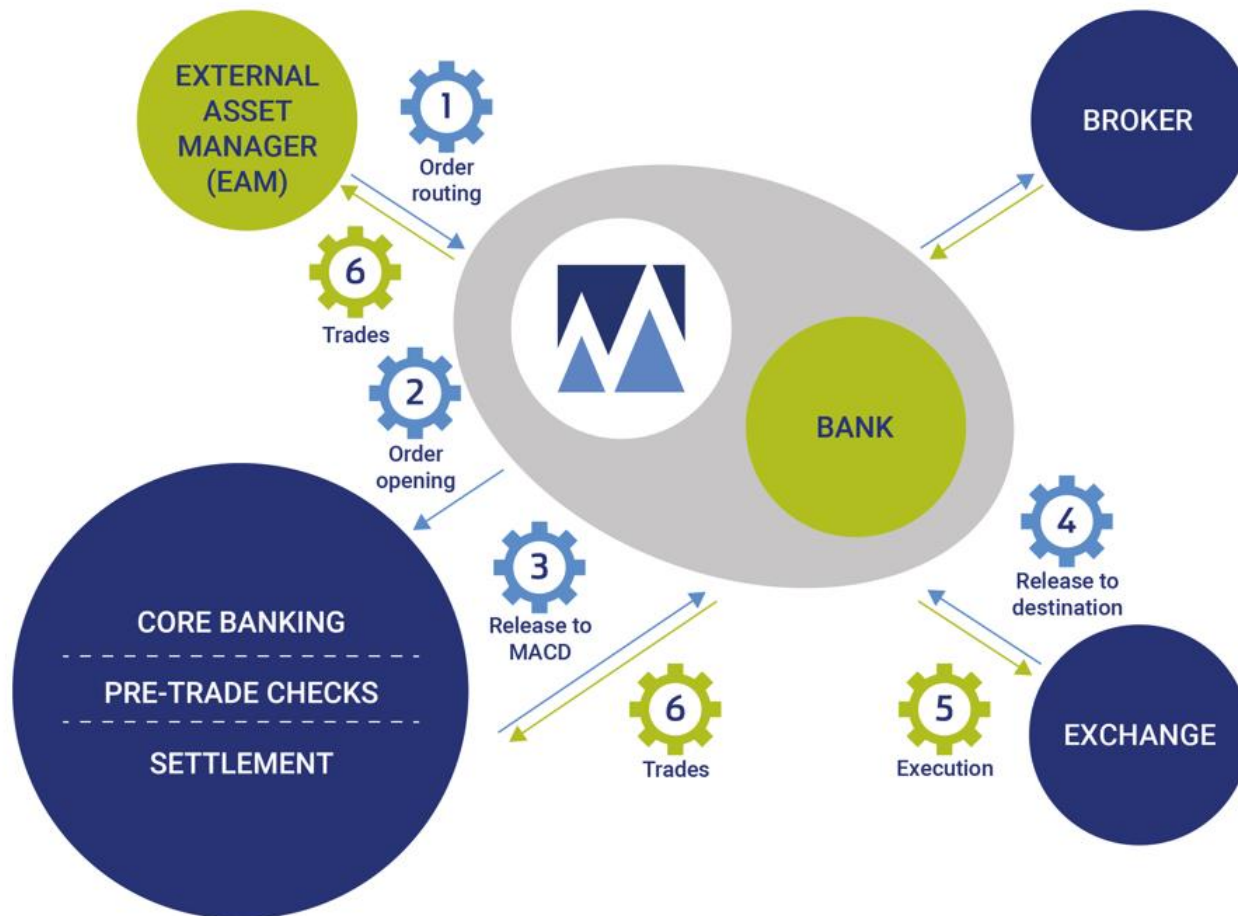 EXTERNAL
ASSET
MANAGER
(EAM)
1
Order
routing
BROKER
6
Trades
2
Order
opening
BANK
3
Release to
MACD
4
Release to
destination
CORE BANKING
PRE-TRADE CHECKS
SETTLEMENT
6
Trades
5
Execution
EXCHANGE